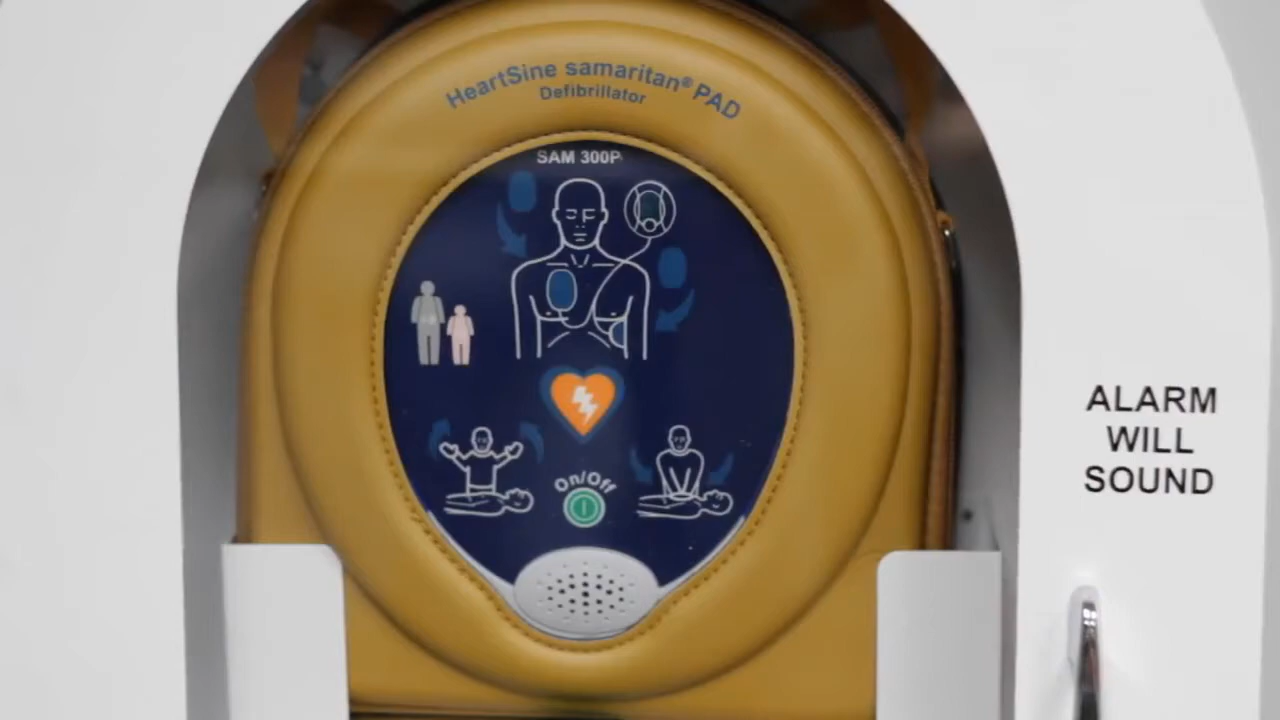 HeartSine samaritan® PAD
Defibrillator
SAM 300P
On/Off
ALARM
WILL
SOUND